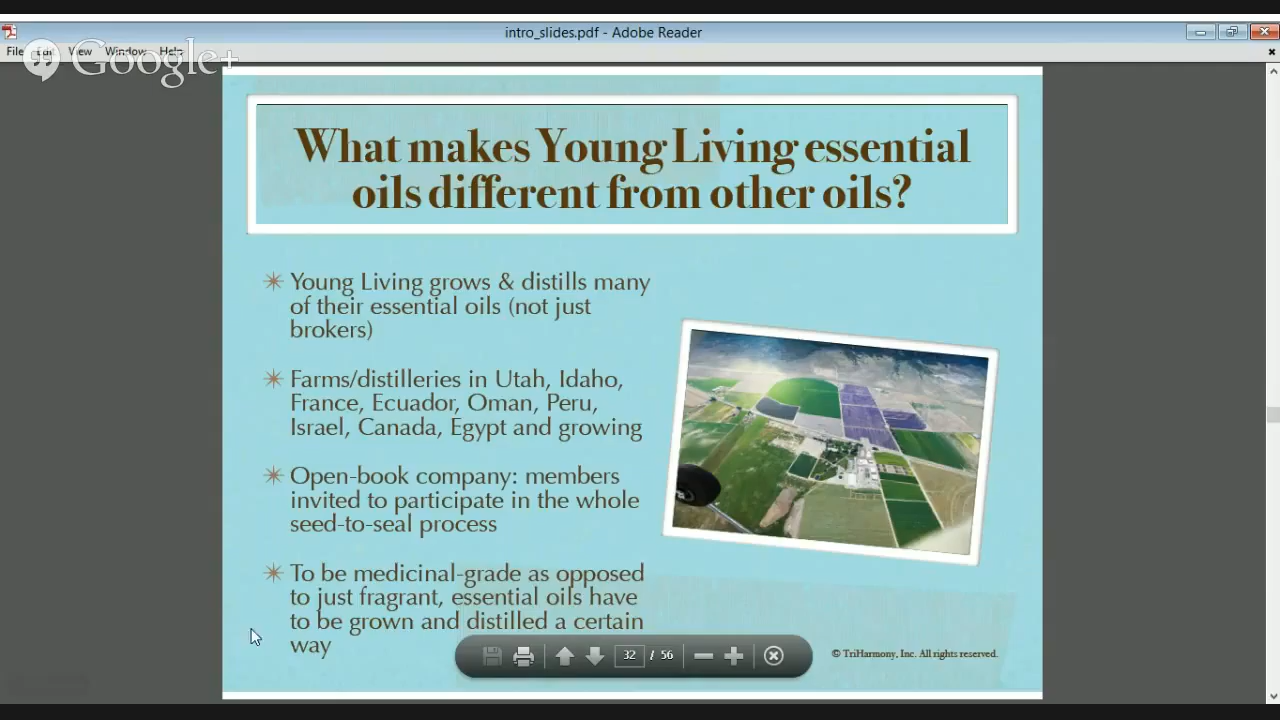 intro_slides.pdf - Adobe Reader
File Edit View Window Help
Google+
What makes Young Living essential
oils different from other oils?
Young Living grows & distills many
of their essential oils (not just
brokers)
Farms/distilleries in Utah, Idaho,
France, Ecuador, Oman, Peru,
Israel, Canada, Egypt and growing
Open-book company: members
invited to participate in the whole
seed-to-seal process
To be medicinal-grade as opposed
to just fragrant, essential oils have
to be grown and distilled a certain
way
32 / 56
© TriHarmony, Inc. All rights reserved.